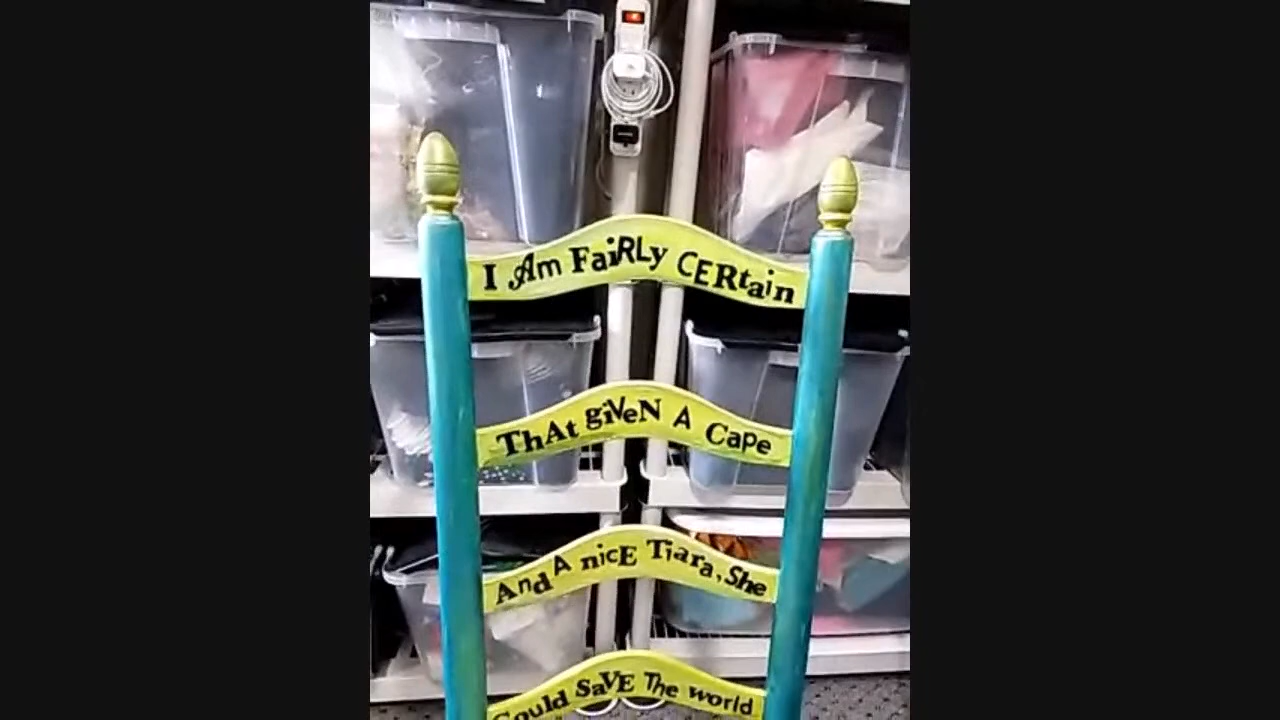 I Am FaiRLy CERtain
ThAt giVeN A Cape
And A nicE Tiara, She
Could SaVE The world